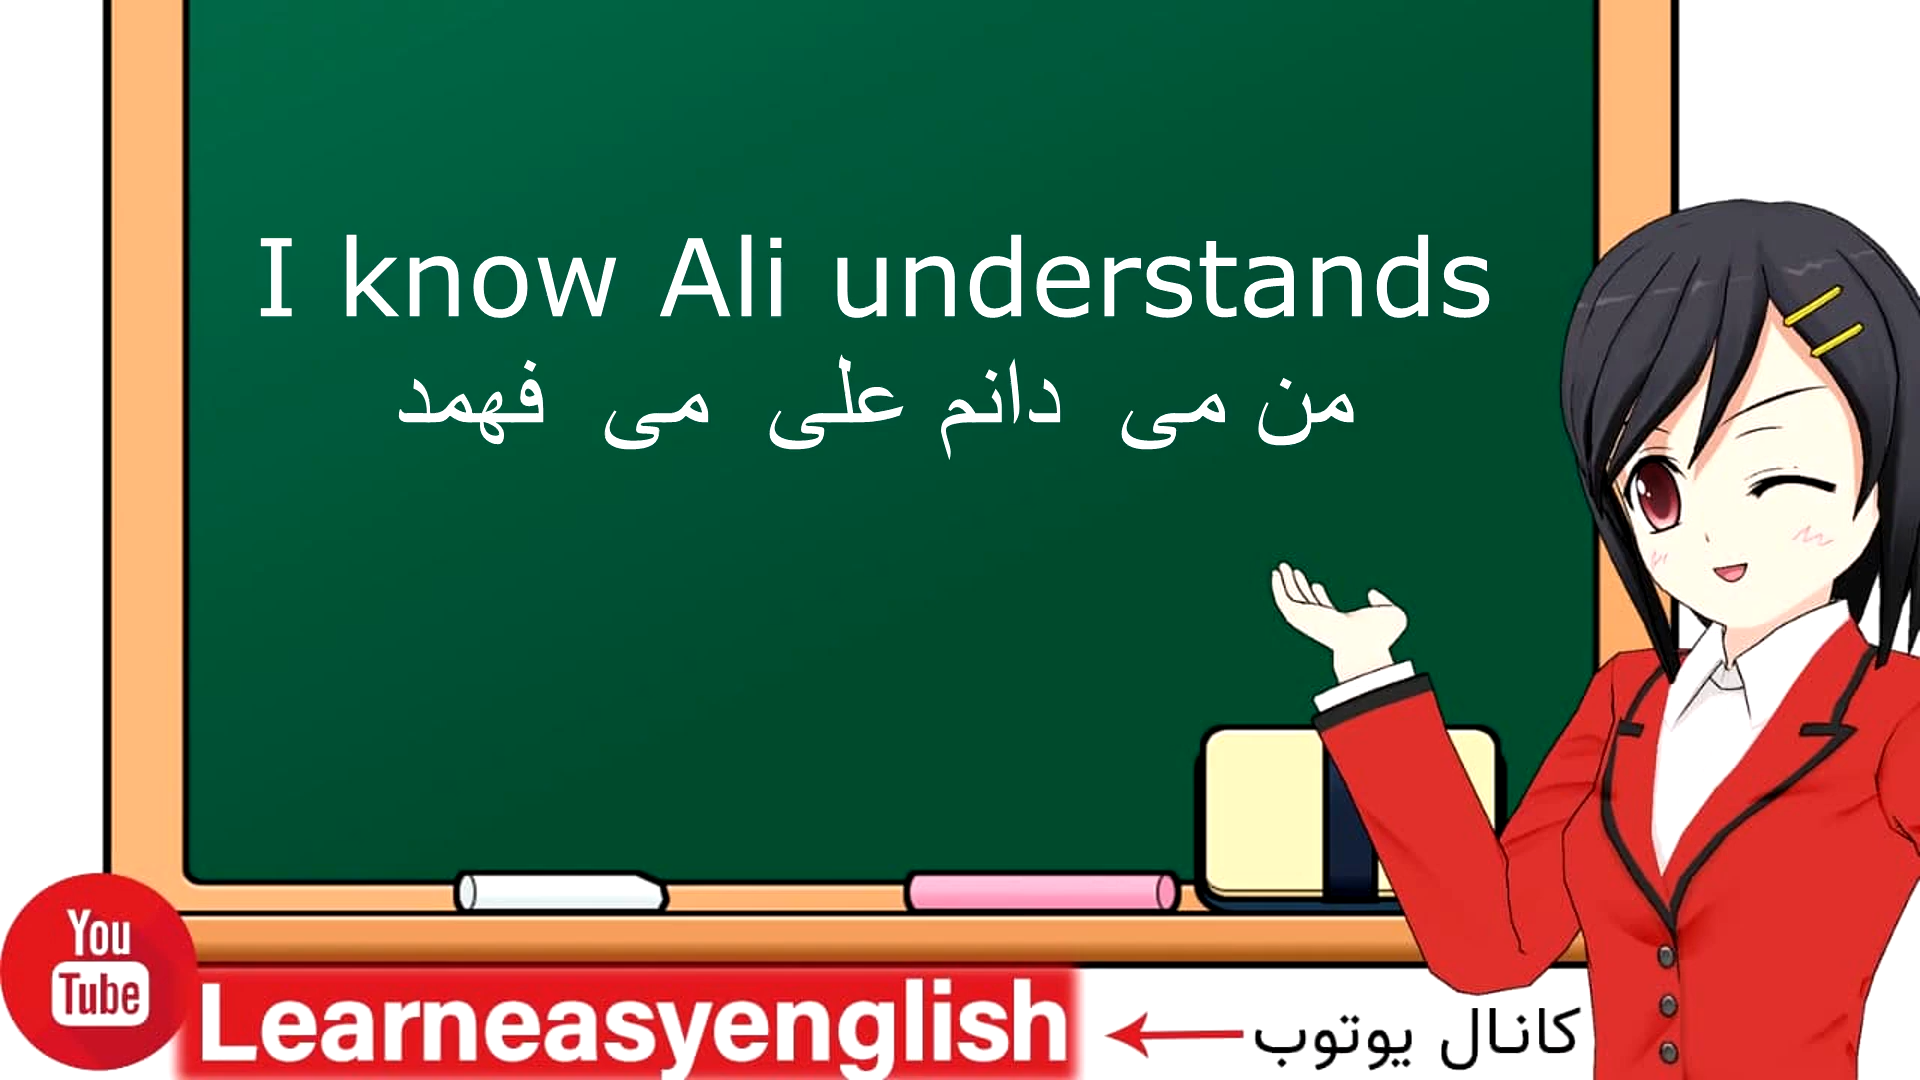 I know Ali understands
من می دانم علی می فهمد
You
Tube
Learneasyenglish
کانال یوتوب